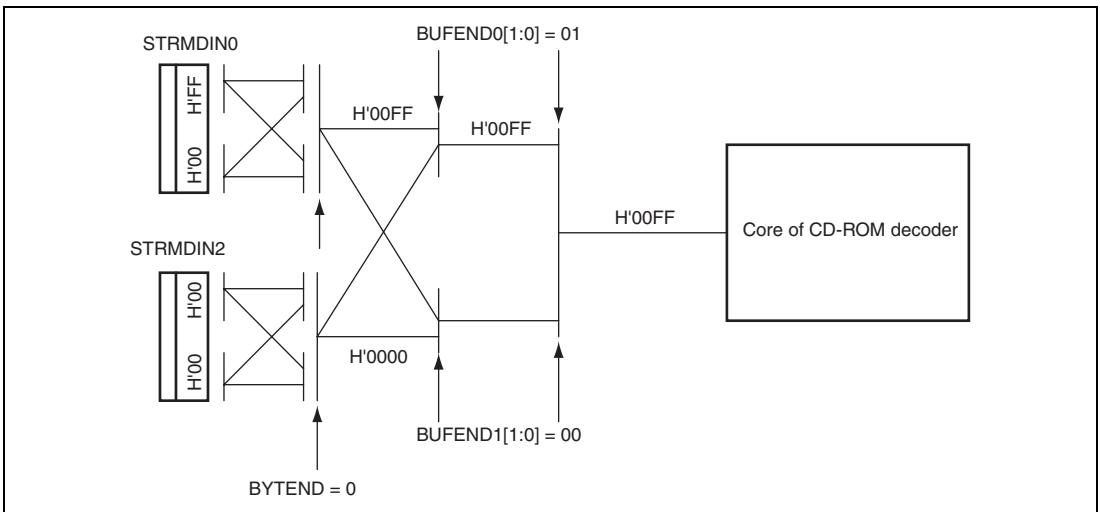 BUFEND0[1:0] = 01
STRMDIN0
H'FF
H'00
H'00FF
H'00FF
H'00FF
Core of CD-ROM decoder
STRMDIN2
H'00
H'00
H'0000
BUFEND1[1:0] = 00
BYTEND = 0